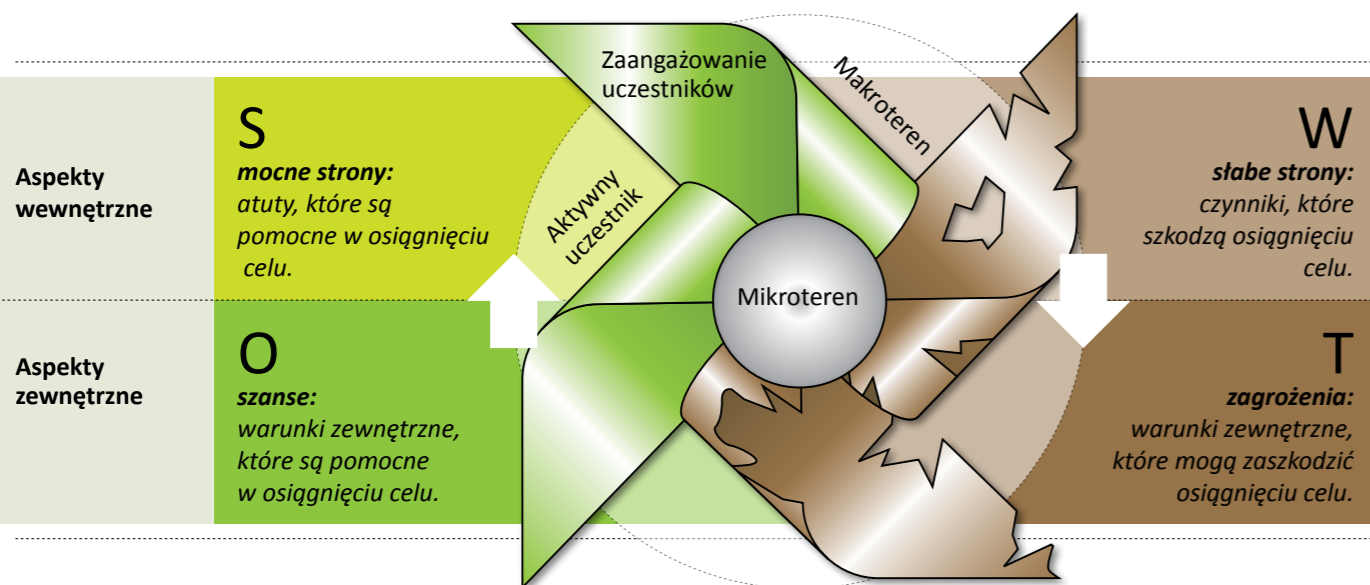 Zaangażowanie
uczestników
Makroteren
Aspekty
wewnętrzne
S
mocne strony:
atuty, które są
pomocne w osiągnięciu
celu.
Aktywny
uczestnik
W
słabe strony:
czynniki, które
szkodzą osiągnięciu
celu.
Mikroteren
Aspekty
zewnętrzne
O
szanse:
warunki zewnętrzne,
które są pomocne
w osiągnięciu celu.
T
zagrożenia:
warunki zewnętrzne,
które mogą zaszkodzić
osiągnięciu celu.